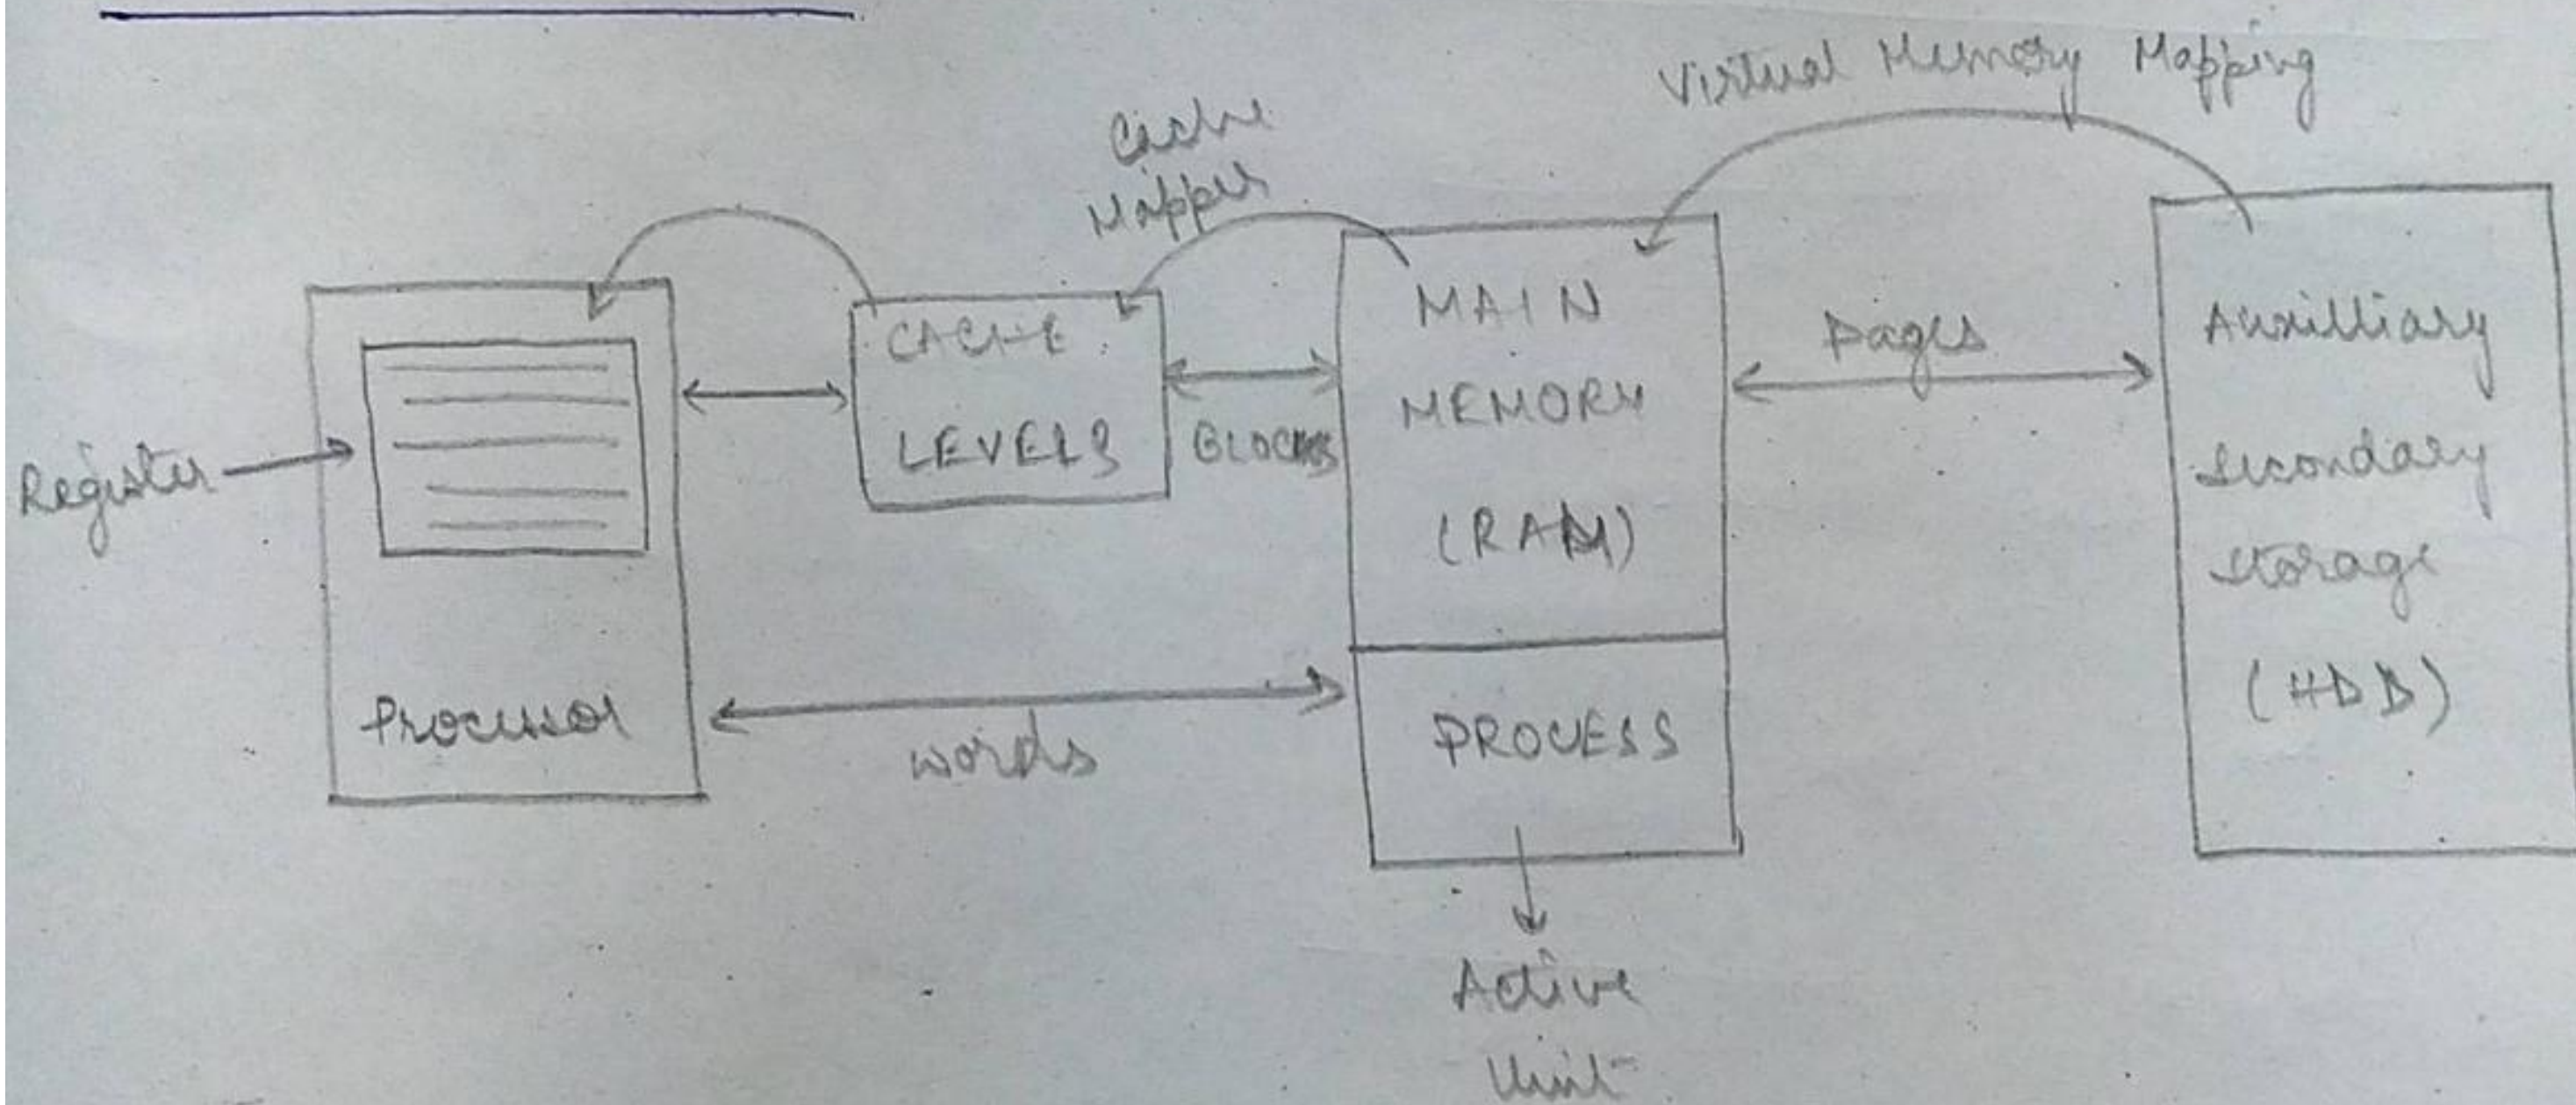 Virtual Memory Mapping
Cache
Mapper
Register
Processor
CACHE
LEVELS
BLOCKS
words
MAIN
MEMORY
(RAM)
PROCESS
Active
Unit
pages
Auxilliary
Secondary
Storage
(HDD)